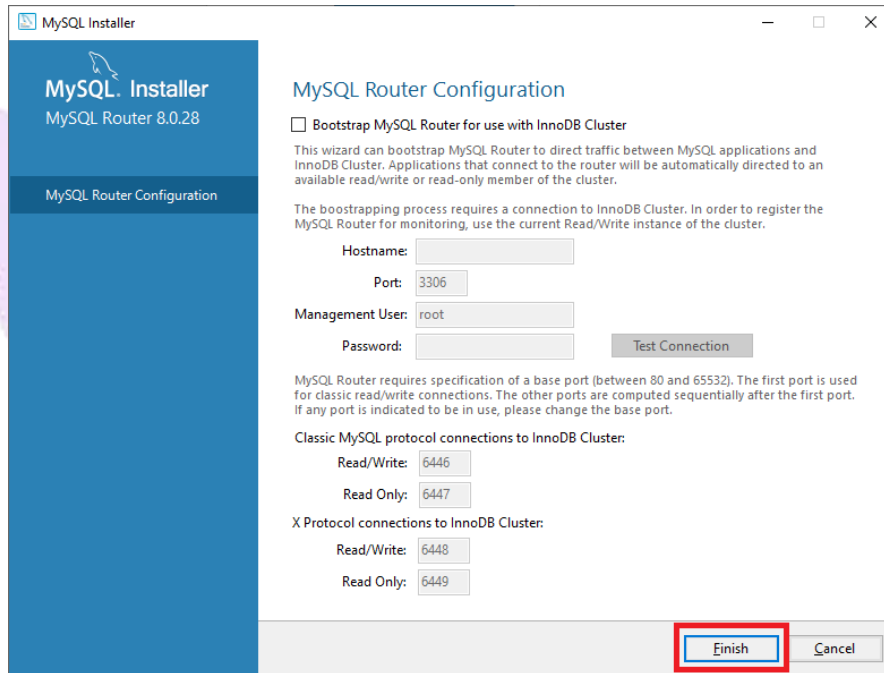 MySQL Installer
MySQL. Installer
MySQL Router 8.0.28
MySQL Router Configuration
MySQL Router Configuration
Bootstrap MySQL Router for use with InnoDB Cluster
This wizard can bootstrap MySQL Router to direct traffic between MySQL applications and
InnoDB Cluster. Applications that connect to the router will be automatically directed to an
available read/write or read-only member of the cluster.
The boostrapping process requires a connection to InnoDB Cluster. In order to register the
MySQL Router for monitoring, use the current Read/Write instance of the cluster.
Hostname:
Port: 3306
Management User: root
Password: Test Connection
MySQL Router requires specification of a base port (between 80 and 65532). The first port is used
for classic read/write connections. The other ports are computed sequentially after the first port.
If any port is indicated to be in use, please change the base port.
Classic MySQL protocol connections to InnoDB Cluster:
Read/Write: 6446
Read Only: 6447
X Protocol connections to InnoDB Cluster:
Read/Write: 6448
Read Only: 6449
Finish Cancel